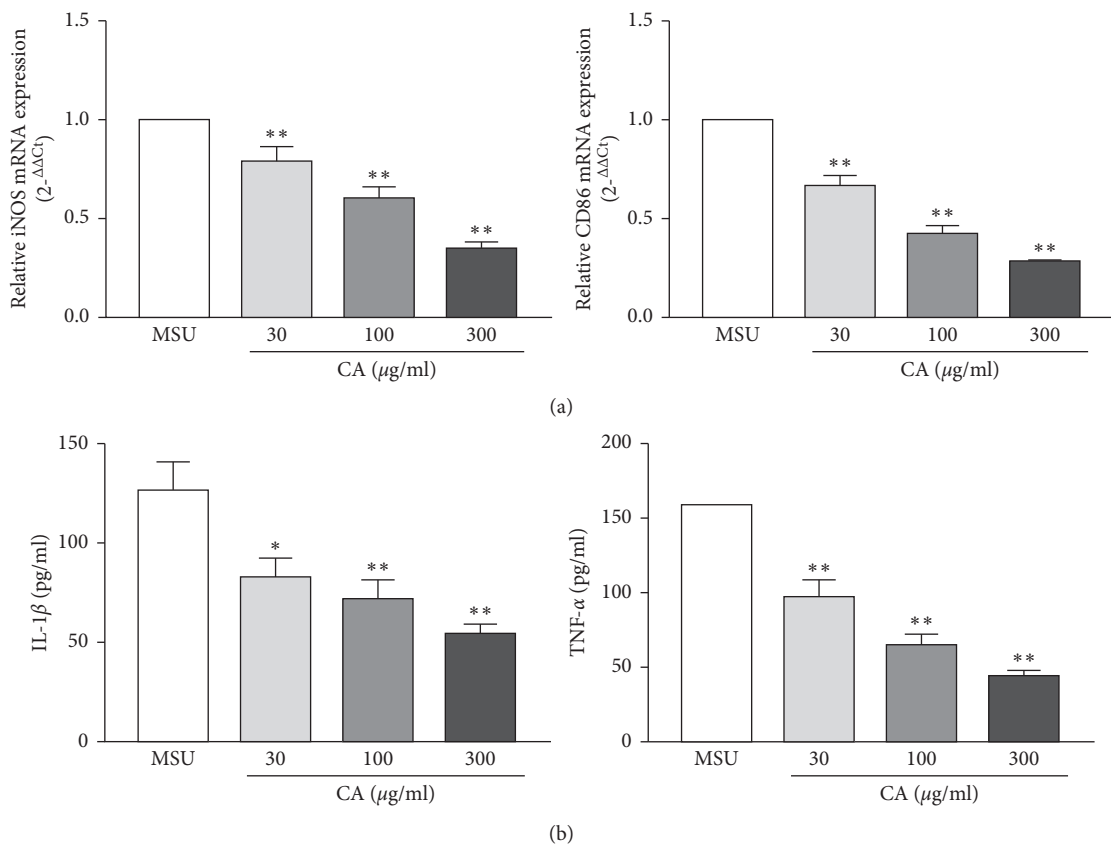 Relative iNOS mRNA expression
(2-ΔΔCt)
1.5
1.0
0.5
0.0
** ** **
MSU 30 100 300
CA (μg/ml)
Relative CD86 mRNA expression
(2-ΔΔCt)
1.5
1.0
0.5
0.0
** ** **
MSU 30 100 300
CA (μg/ml)
(a)
IL-1β (pg/ml)
150
100
50
0
* ** **
MSU 30 100 300
CA (μg/ml)
TNF-α (pg/ml)
200
150
100
50
0
** ** **
MSU 30 100 300
CA (μg/ml)
(b)